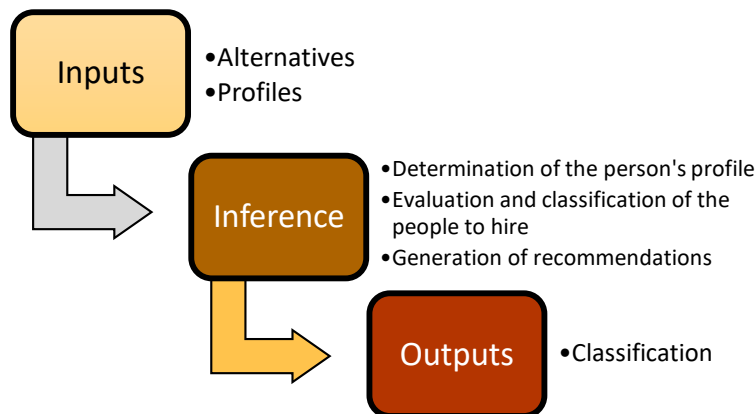 Inputs
•Alternatives
•Profiles
Inference
•Determination of the person's profile
•Evaluation and classification of the
people to hire
•Generation of recommendations
Outputs
•Classification